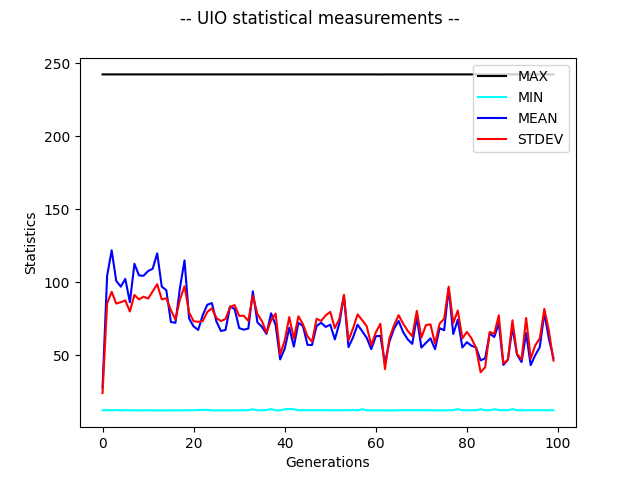 -- UIO statistical measurements --
250
200
150
100
50
Statistics
MAX
MIN
MEAN
STDEV
0 20 40 60 80 100
Generations